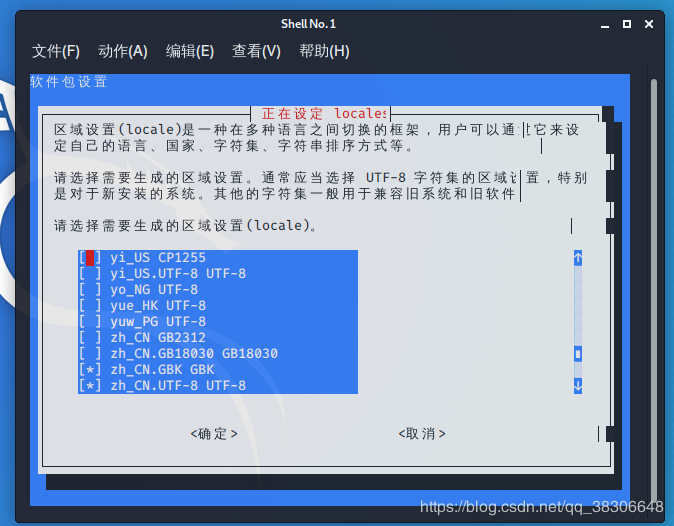 Shell No.1
文件(F) 动作(A) 编辑(E) 查看(V) 帮助(H)
软件包设置
正在设定 locales
区域设置(locale)是一种在多种语言之间切换的框架，用户可以通 它来设
定自己的语言、国家、字符集、字符串排序方式等。
请选择需要生成的区域设置。通常应当选择 UTF-8 字符集的区域 置，特别
是对于新安装的系统。其他的字符集一般用于兼容旧系统和旧软件
请选择需要生成的区域设置(locale)。
[ ] yi_US CP1255
[ ] yi_US.UTF-8 UTF-8
[ ] yo_NG UTF-8
[ ] yue_HK UTF-8
[ ] yuw_PG UTF-8
[ ] zh_CN GB2312
[ ] zh_CN.GB18030 GB18030
[*] zh_CN.GBK GBK
[*] zh_CN.UTF-8 UTF-8
<确定> <取消>
https://blog.csdn.net/qq_38306648